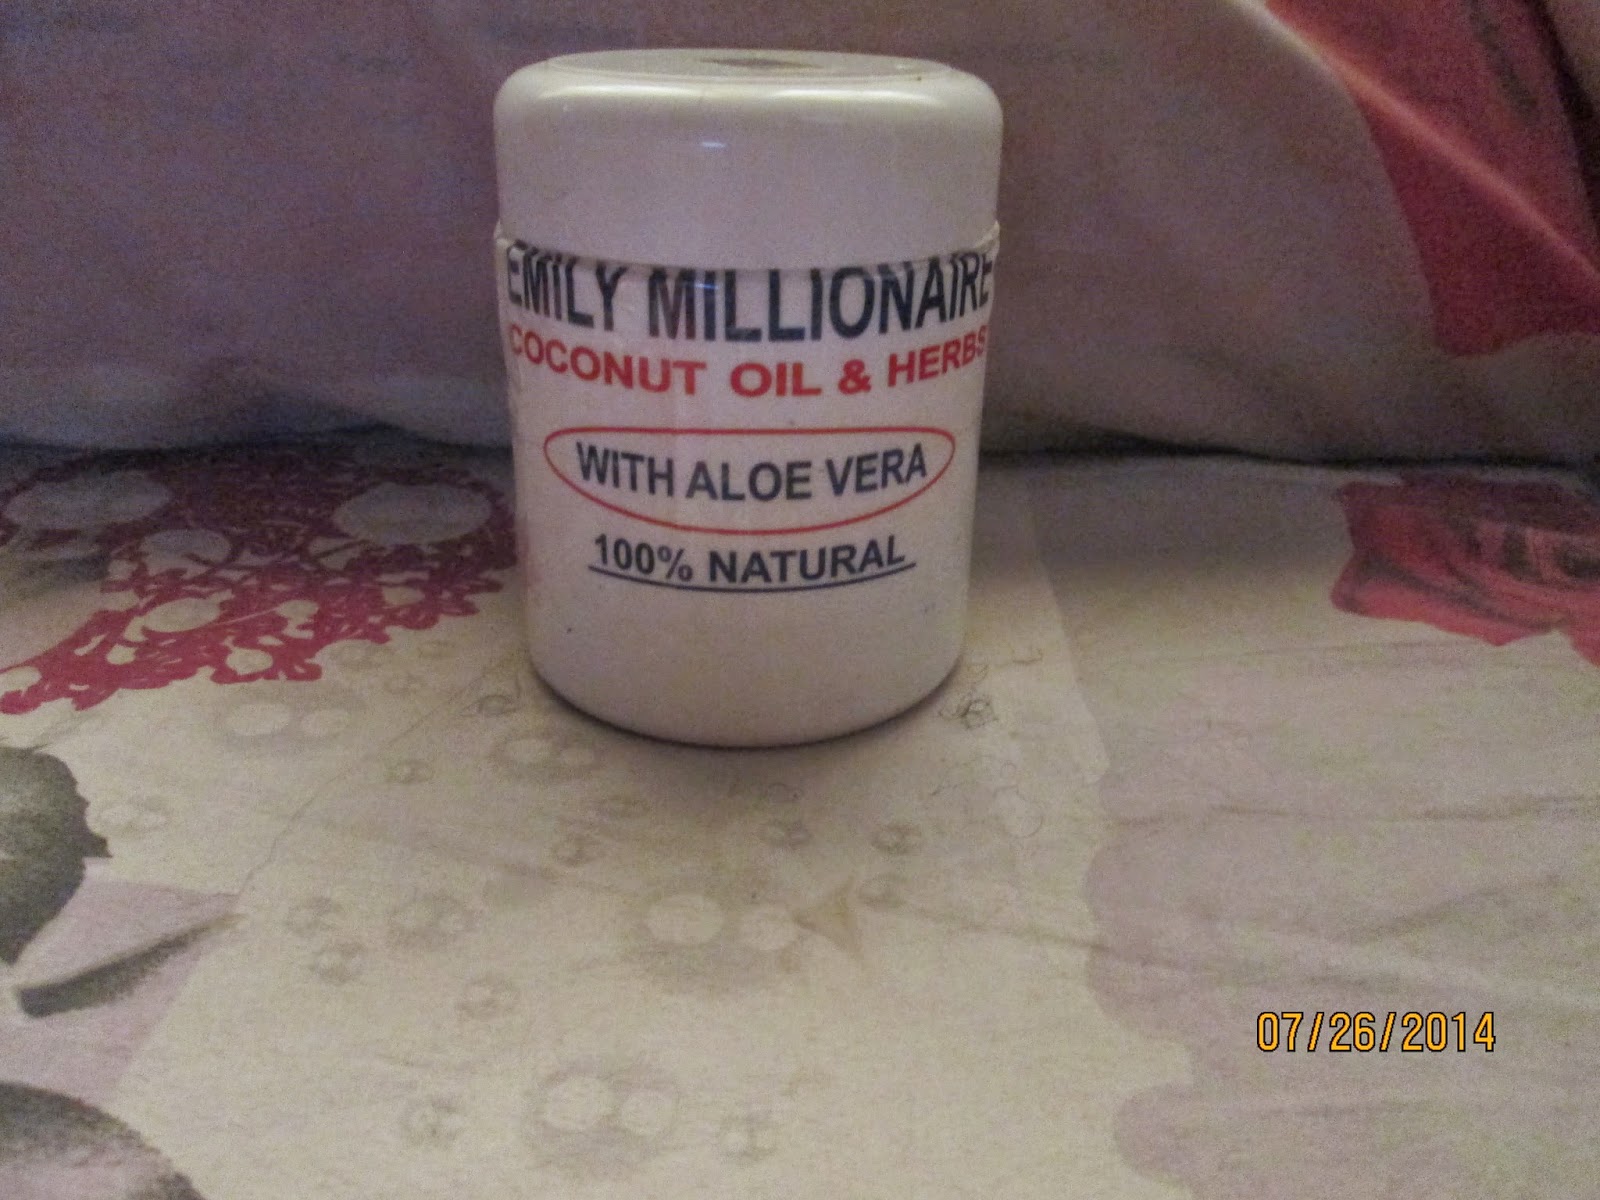 EMILY MILLIONAIRE
COCONUT OIL & HERBS
WITH ALOE VERA
100% NATURAL
07/26/2014